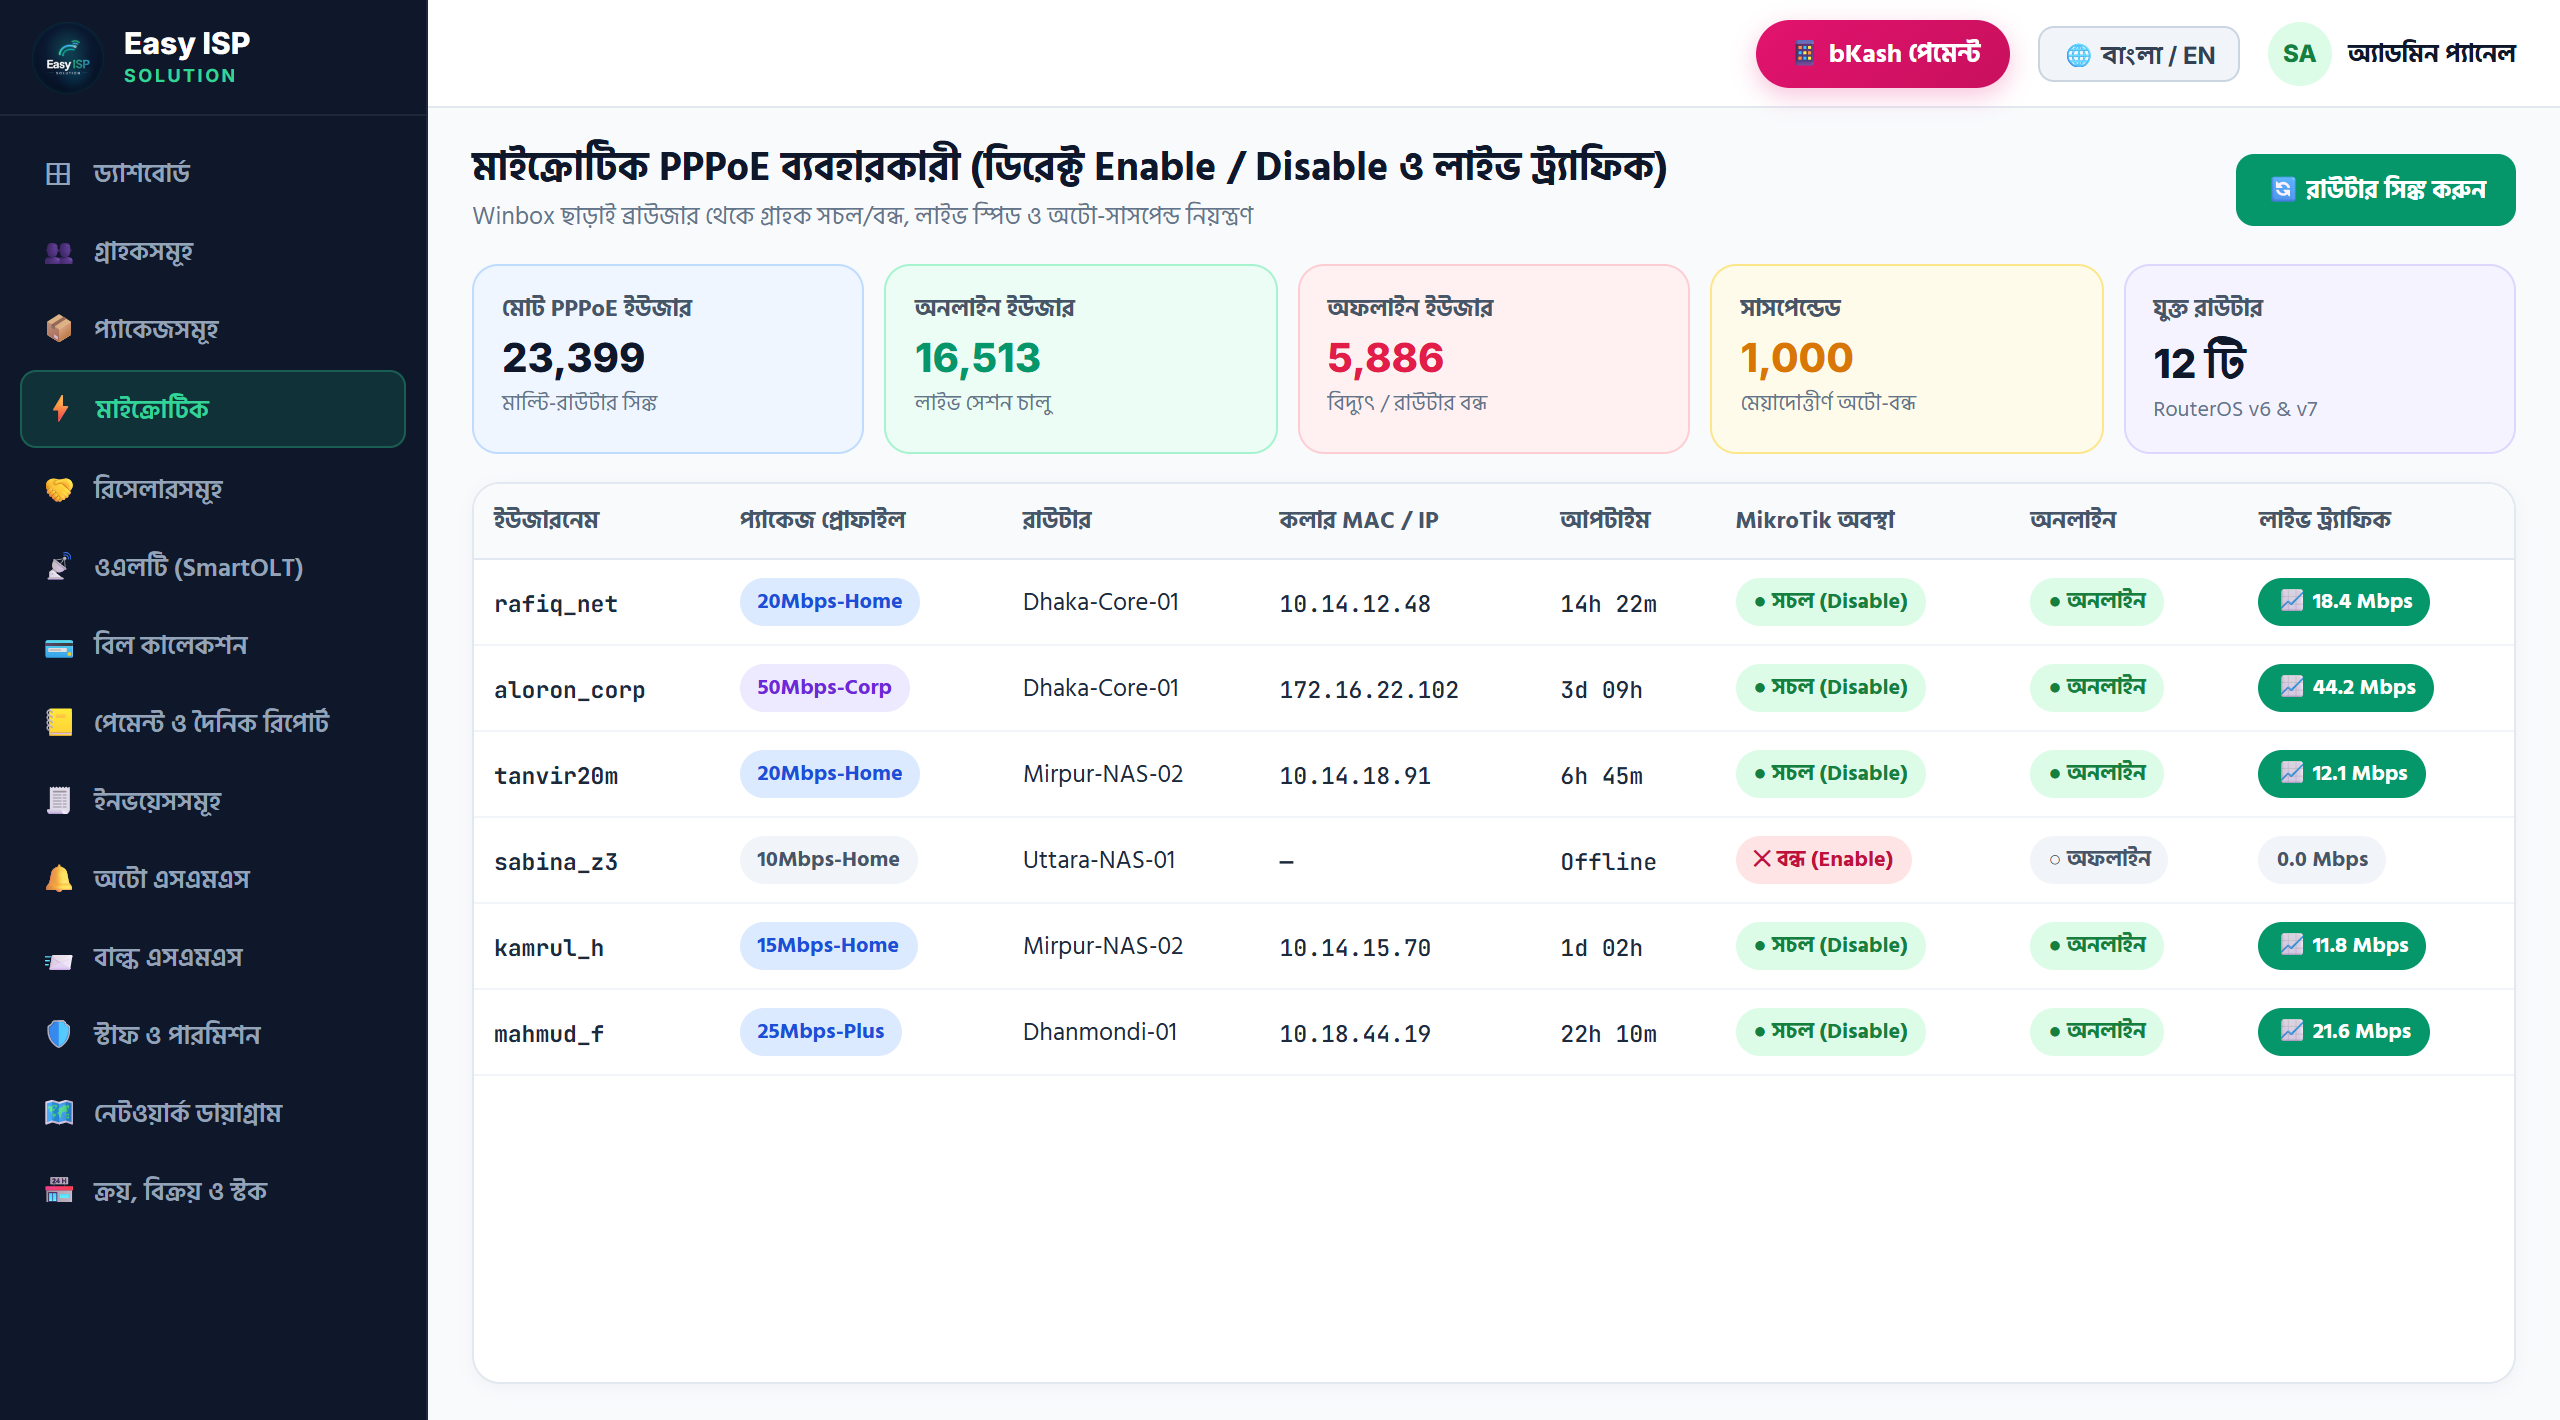 Easy ISP
SOLUTION
Easy ISP
SOLUTION
ড্যাশবোর্ড
গ্রাহকসমূহ
প্যাকেজসমূহ
মাইক্রোটিক
রিসেলারসমূহ
ওএলটি (SmartOLT)
বিল কালেকশন
পেমেন্ট ও দৈনিক রিপোর্ট
ইনভয়েসসমূহ
অটো এসএমএস
বাল্ক এসএমএস
স্টাফ ও পারমিশন
নেটওয়ার্ক ডায়াগ্রাম
ক্রয়, বিক্রয় ও স্টক
bKash পেমেন্ট
বাংলা / EN
SA অ্যাডমিন প্যানেল
মাইক্রোটিক PPPoE ব্যবহারকারী (ডিরেক্ট Enable / Disable ও লাইভ ট্র্যাফিক)
Winbox ছাড়াই ব্রাউজার থেকে গ্রাহক সচল/বন্ধ, লাইভ স্পিড ও অটো-সাসপেন্ড নিয়ন্ত্রণ
রাউটার সিঙ্ক করুন
মোট PPPoE ইউজার
23,399
মাল্টি-রাউটার সিঙ্ক
অনলাইন ইউজার
16,513
লাইভ সেশন চালু
অফলাইন ইউজার
5,886
বিদ্যুৎ / রাউটার বন্ধ
সাসপেন্ডেড
1,000
মেয়াদোত্তীর্ণ অটো-বন্ধ
যুক্ত রাউটার
12 টি
RouterOS v6 & v7
ইউজারনেম প্যাকেজ প্রোফাইল রাউটার কলার MAC / IP আপটাইম MikroTik অবস্থা অনলাইন লাইভ ট্র্যাফিক
rafiq_net 20Mbps-Home Dhaka-Core-01 10.14.12.48 14h 22m ● সচল (Disable) ● অনলাইন 18.4 Mbps
aloron_corp 50Mbps-Corp Dhaka-Core-01 172.16.22.102 3d 09h ● সচল (Disable) ● অনলাইন 44.2 Mbps
tanvir20m 20Mbps-Home Mirpur-NAS-02 10.14.18.91 6h 45m ● সচল (Disable) ● অনলাইন 12.1 Mbps
sabina_z3 10Mbps-Home Uttara-NAS-01 — Offline ✕ বন্ধ (Enable) ○ অফলাইন 0.0 Mbps
kamrul_h 15Mbps-Home Mirpur-NAS-02 10.14.15.70 1d 02h ● সচল (Disable) ● অনলাইন 11.8 Mbps
mahmud_f 25Mbps-Plus Dhanmondi-01 10.18.44.19 22h 10m ● সচল (Disable) ● অনলাইন 21.6 Mbps